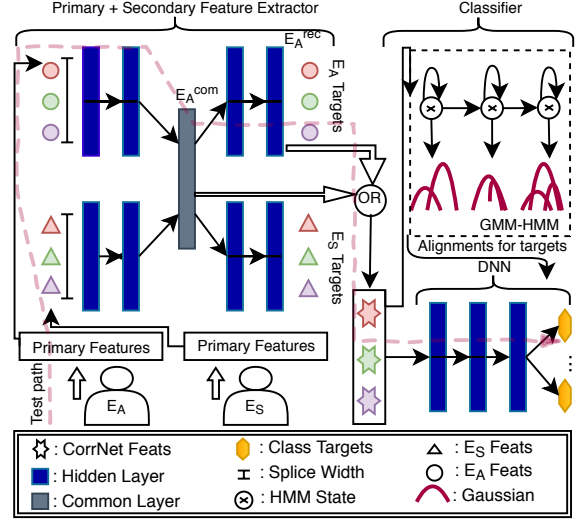 Primary + Secondary Feature Extractor
Classifier
E_A^rec
E_A^com
E_A Targets
E_S Targets
OR
x x x
GMM-HMM
Alignments for targets
DNN
Primary Features
Primary Features
Test path
E_A
E_S
: CorrNet Feats
: Class Targets
: E_S Feats
: Hidden Layer
: Splice Width
: E_A Feats
: Common Layer
x : HMM State
: Gaussian